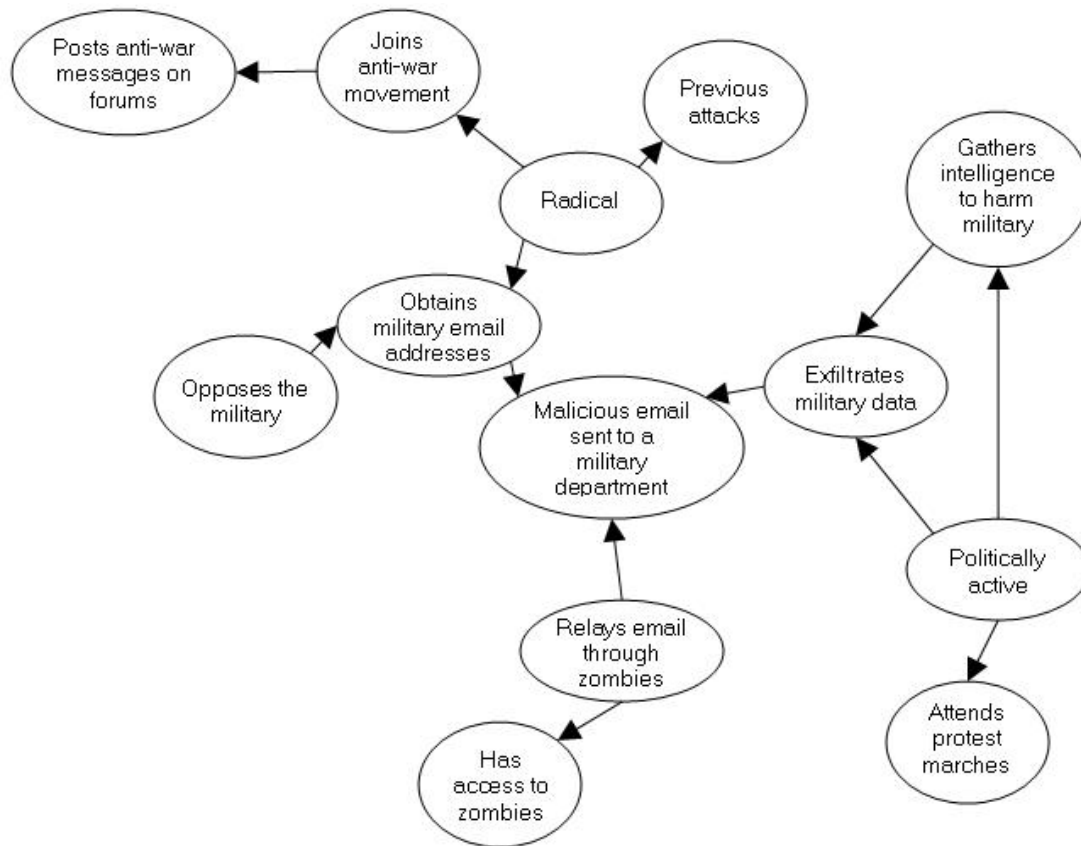 Posts anti-war
messages on
forums
Joins
anti-war
movement
Previous
attacks
Gathers
intelligence
to harm
military
Radical
Obtains
military email
addresses
Opposes the
military
Malicious email
sent to a
military
department
Exfiltrates
military data
Politically
active
Relays email
through
zombies
Has
access to
zombies
Attends
protest
marches